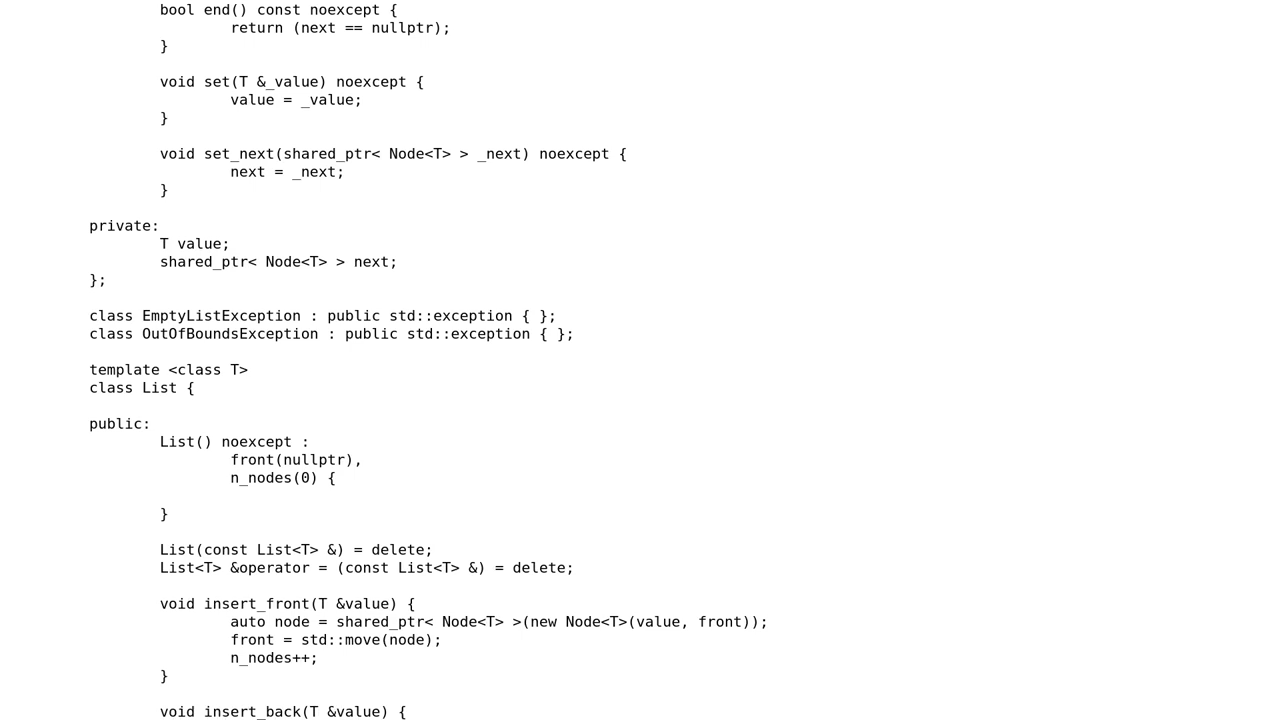 bool end() const noexcept {
return (next == nullptr);
}
void set(T &_value) noexcept {
value = _value;
}
void set_next(shared_ptr< Node<T> > _next) noexcept {
next = _next;
}
private:
T value;
shared_ptr< Node<T> > next;
};
class EmptyListException : public std::exception { };
class OutOfBoundsException : public std::exception { };
template <class T>
class List {
public:
List() noexcept :
front(nullptr),
n_nodes(0) {
}
List(const List<T> &) = delete;
List<T> &operator = (const List<T> &) = delete;
void insert_front(T &value) {
auto node = shared_ptr< Node<T> >(new Node<T>(value, front));
front = std::move(node);
n_nodes++;
}
void insert_back(T &value) {